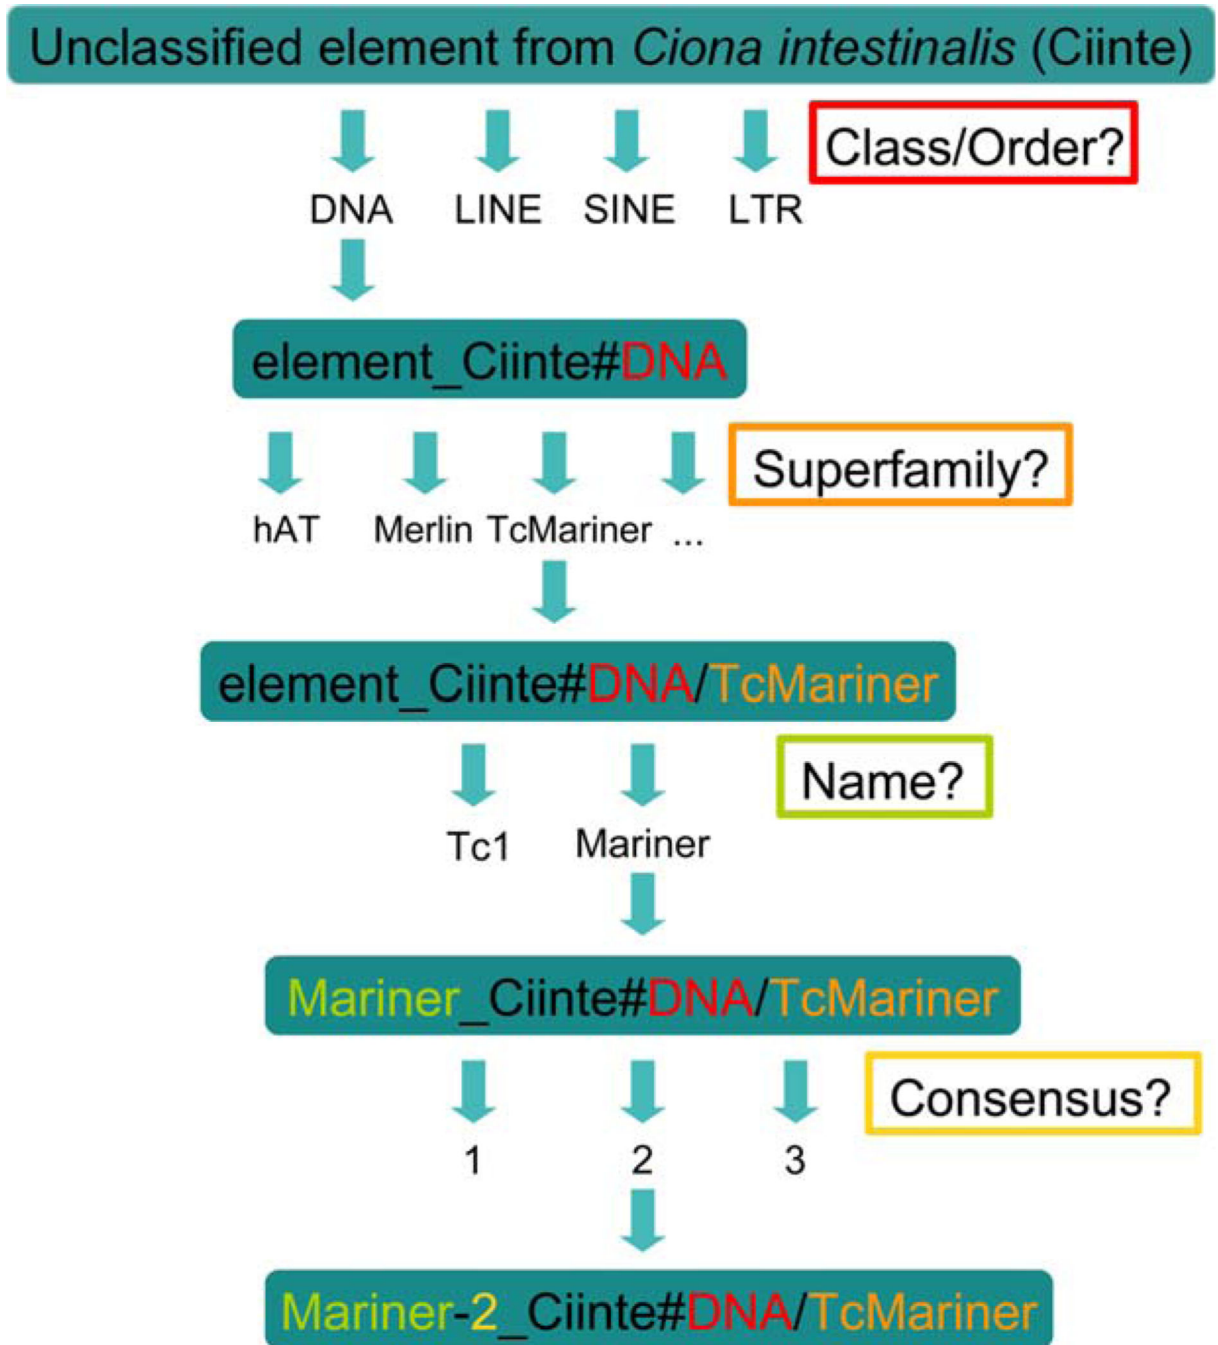 Unclassified element from Ciona intestinalis (Ciinte)
Class/Order?
DNA LINE SINE LTR
element_Ciinte#DNA
Superfamily?
hAT Merlin TcMariner ...
element_Ciinte#DNA/TcMariner
Name?
Tc1 Mariner
Mariner_Ciinte#DNA/TcMariner
Consensus?
1 2 3
Mariner-2_Ciinte#DNA/TcMariner